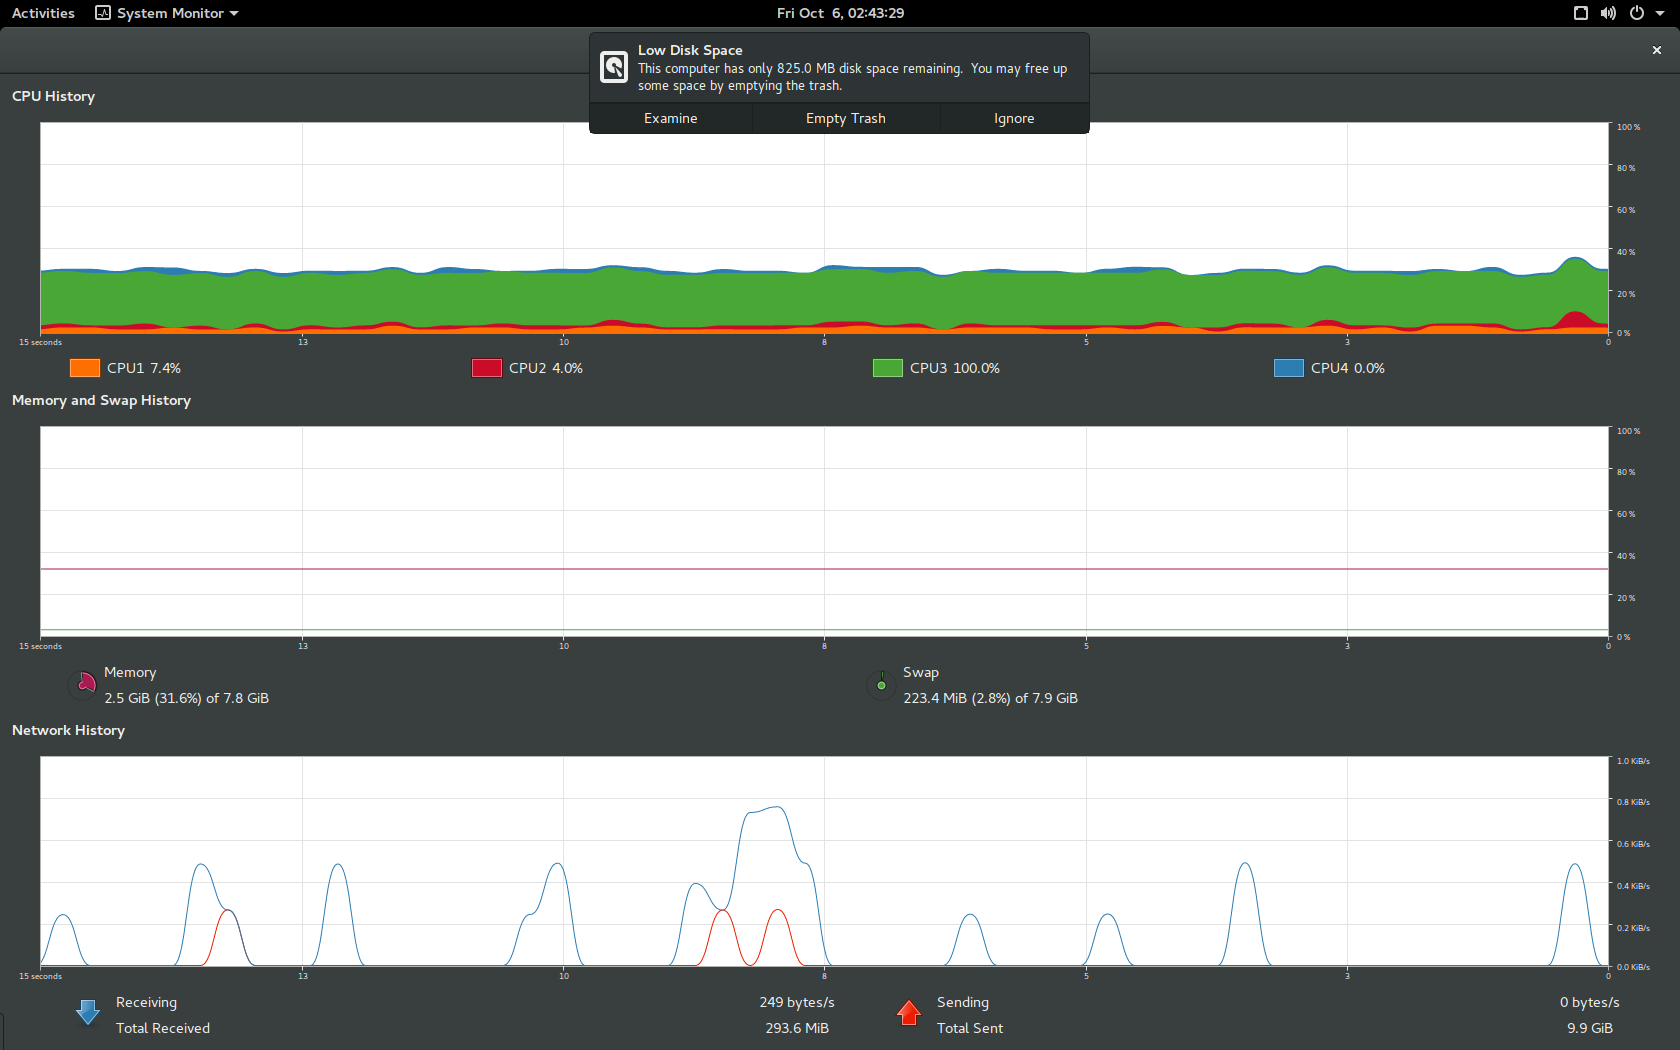 Activities System Monitor Fri Oct 6, 02:43:29
Low Disk Space
This computer has only 825.0 MB disk space remaining. You may free up
some space by emptying the trash.
Examine Empty Trash Ignore
CPU History
100 %
80 %
60 %
40 %
20 %
0 %
15 seconds 13 10 8 5 3 0
CPU1 7.4% CPU2 4.0% CPU3 100.0% CPU4 0.0%
Memory and Swap History
100 %
80 %
60 %
40 %
20 %
0 %
15 seconds 13 10 8 5 3 0
Memory Swap
2.5 GiB (31.6%) of 7.8 GiB 223.4 MiB (2.8%) of 7.9 GiB
Network History
1.0 KiB/s
0.8 KiB/s
0.6 KiB/s
0.4 KiB/s
0.2 KiB/s
0.0 KiB/s
15 seconds 13 10 8 5 3 0
Receiving 249 bytes/s Sending 0 bytes/s
Total Received 293.6 MiB Total Sent 9.9 GiB